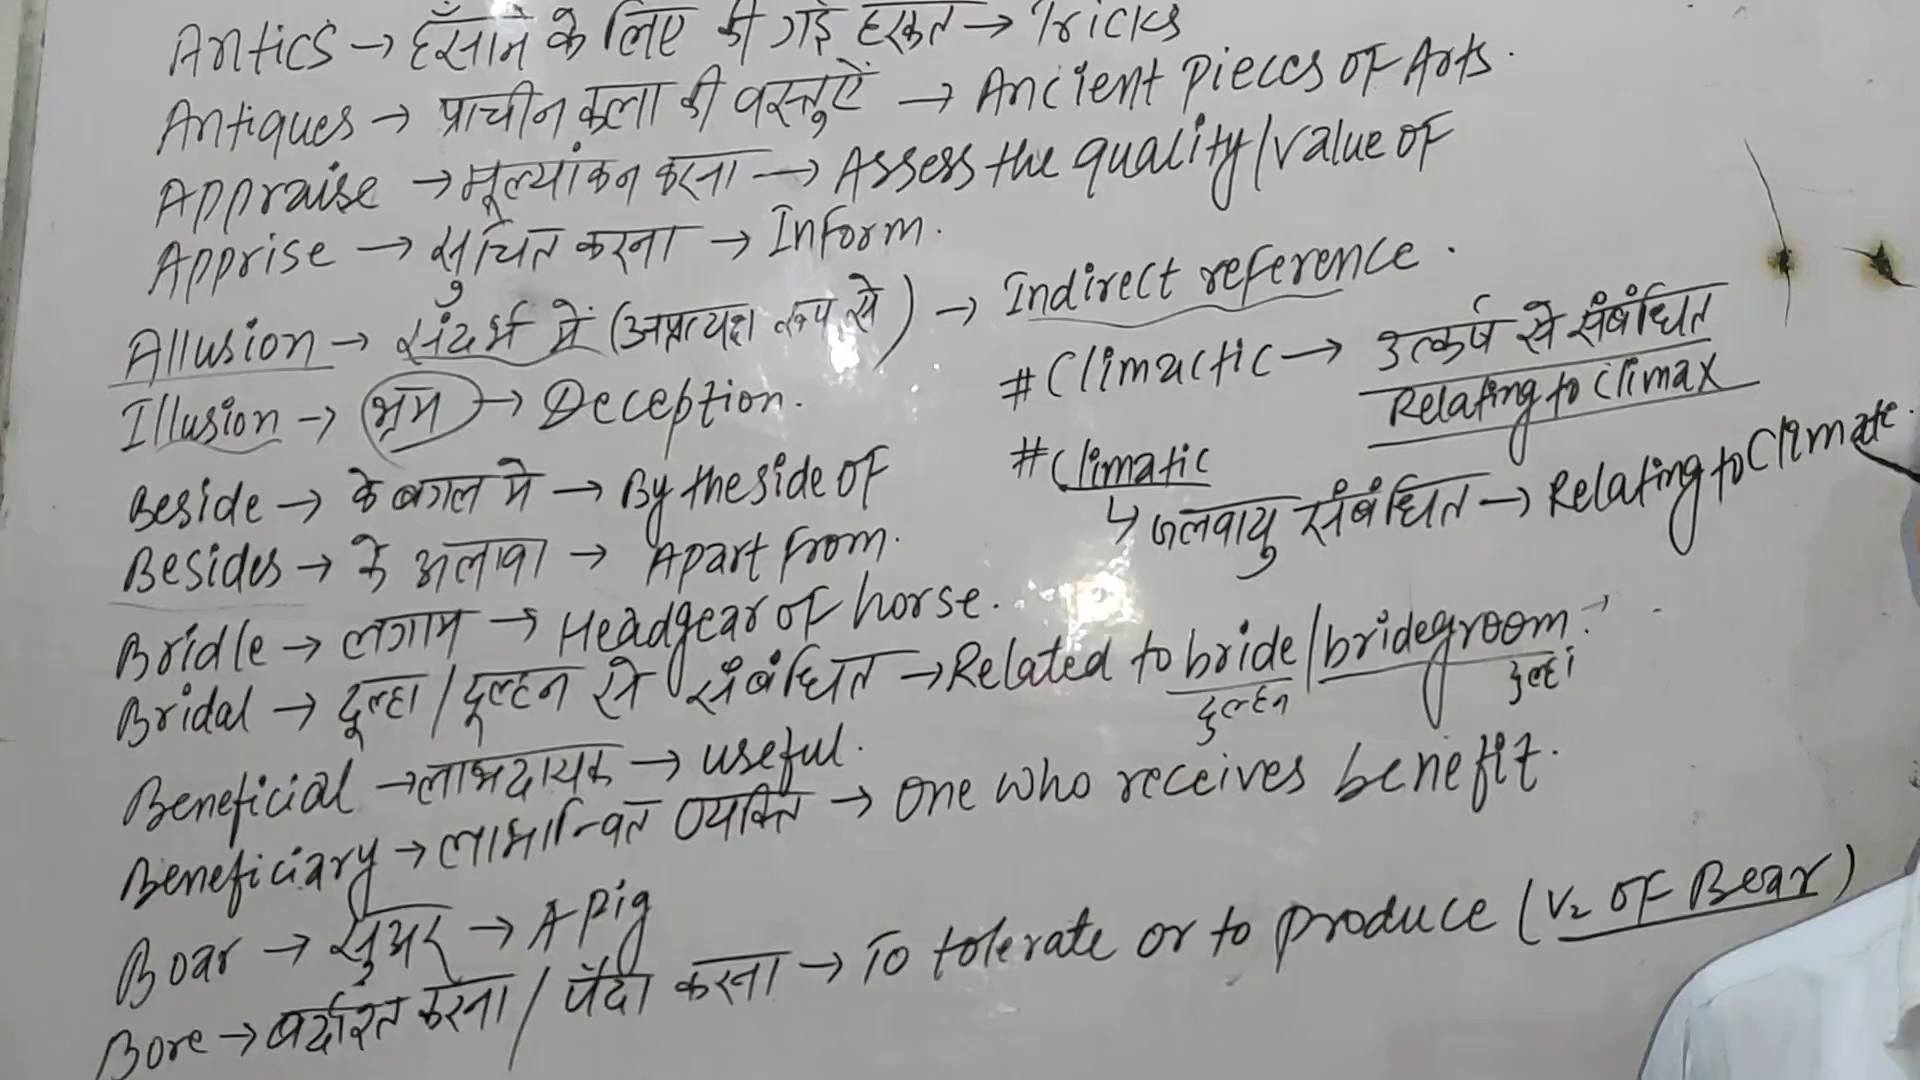 Antics → हँसाने के लिए की गई हरकत → Tricks
Antiques → प्राचीन कला की वस्तुऐं → Ancient pieces of Arts.
Appraise → मूल्यांकन करना → Assess the quality/value of
Apprise → सुचित करना → Inform.
Allusion → संदर्भ में (अप्रत्यक्ष रूप से) → Indirect reference.
Illusion → भ्रम → Deception.
# Climactic → उत्कर्ष से संबंधित
Relating to climax
# Climatic
↳ जलवायु संबंधित → Relating to Climate.
Beside → के बगल मे → By the side of
Besides → के अलावा → Apart from.
Bridle → लगाम → Headgear of horse.
Bridal → दूल्हा/दूल्हन से संबंधित → Related to bride/bridegroom.
दुल्हन दुल्हा
Beneficial → लाभदायक → useful.
Beneficiary → लाभान्वित व्यक्ति → One who receives benefit.
Boar → सुअर → A pig
Bore → बर्दाश्त करना/पैदा करना → To tolerate or to produce (V₂ of Bear)